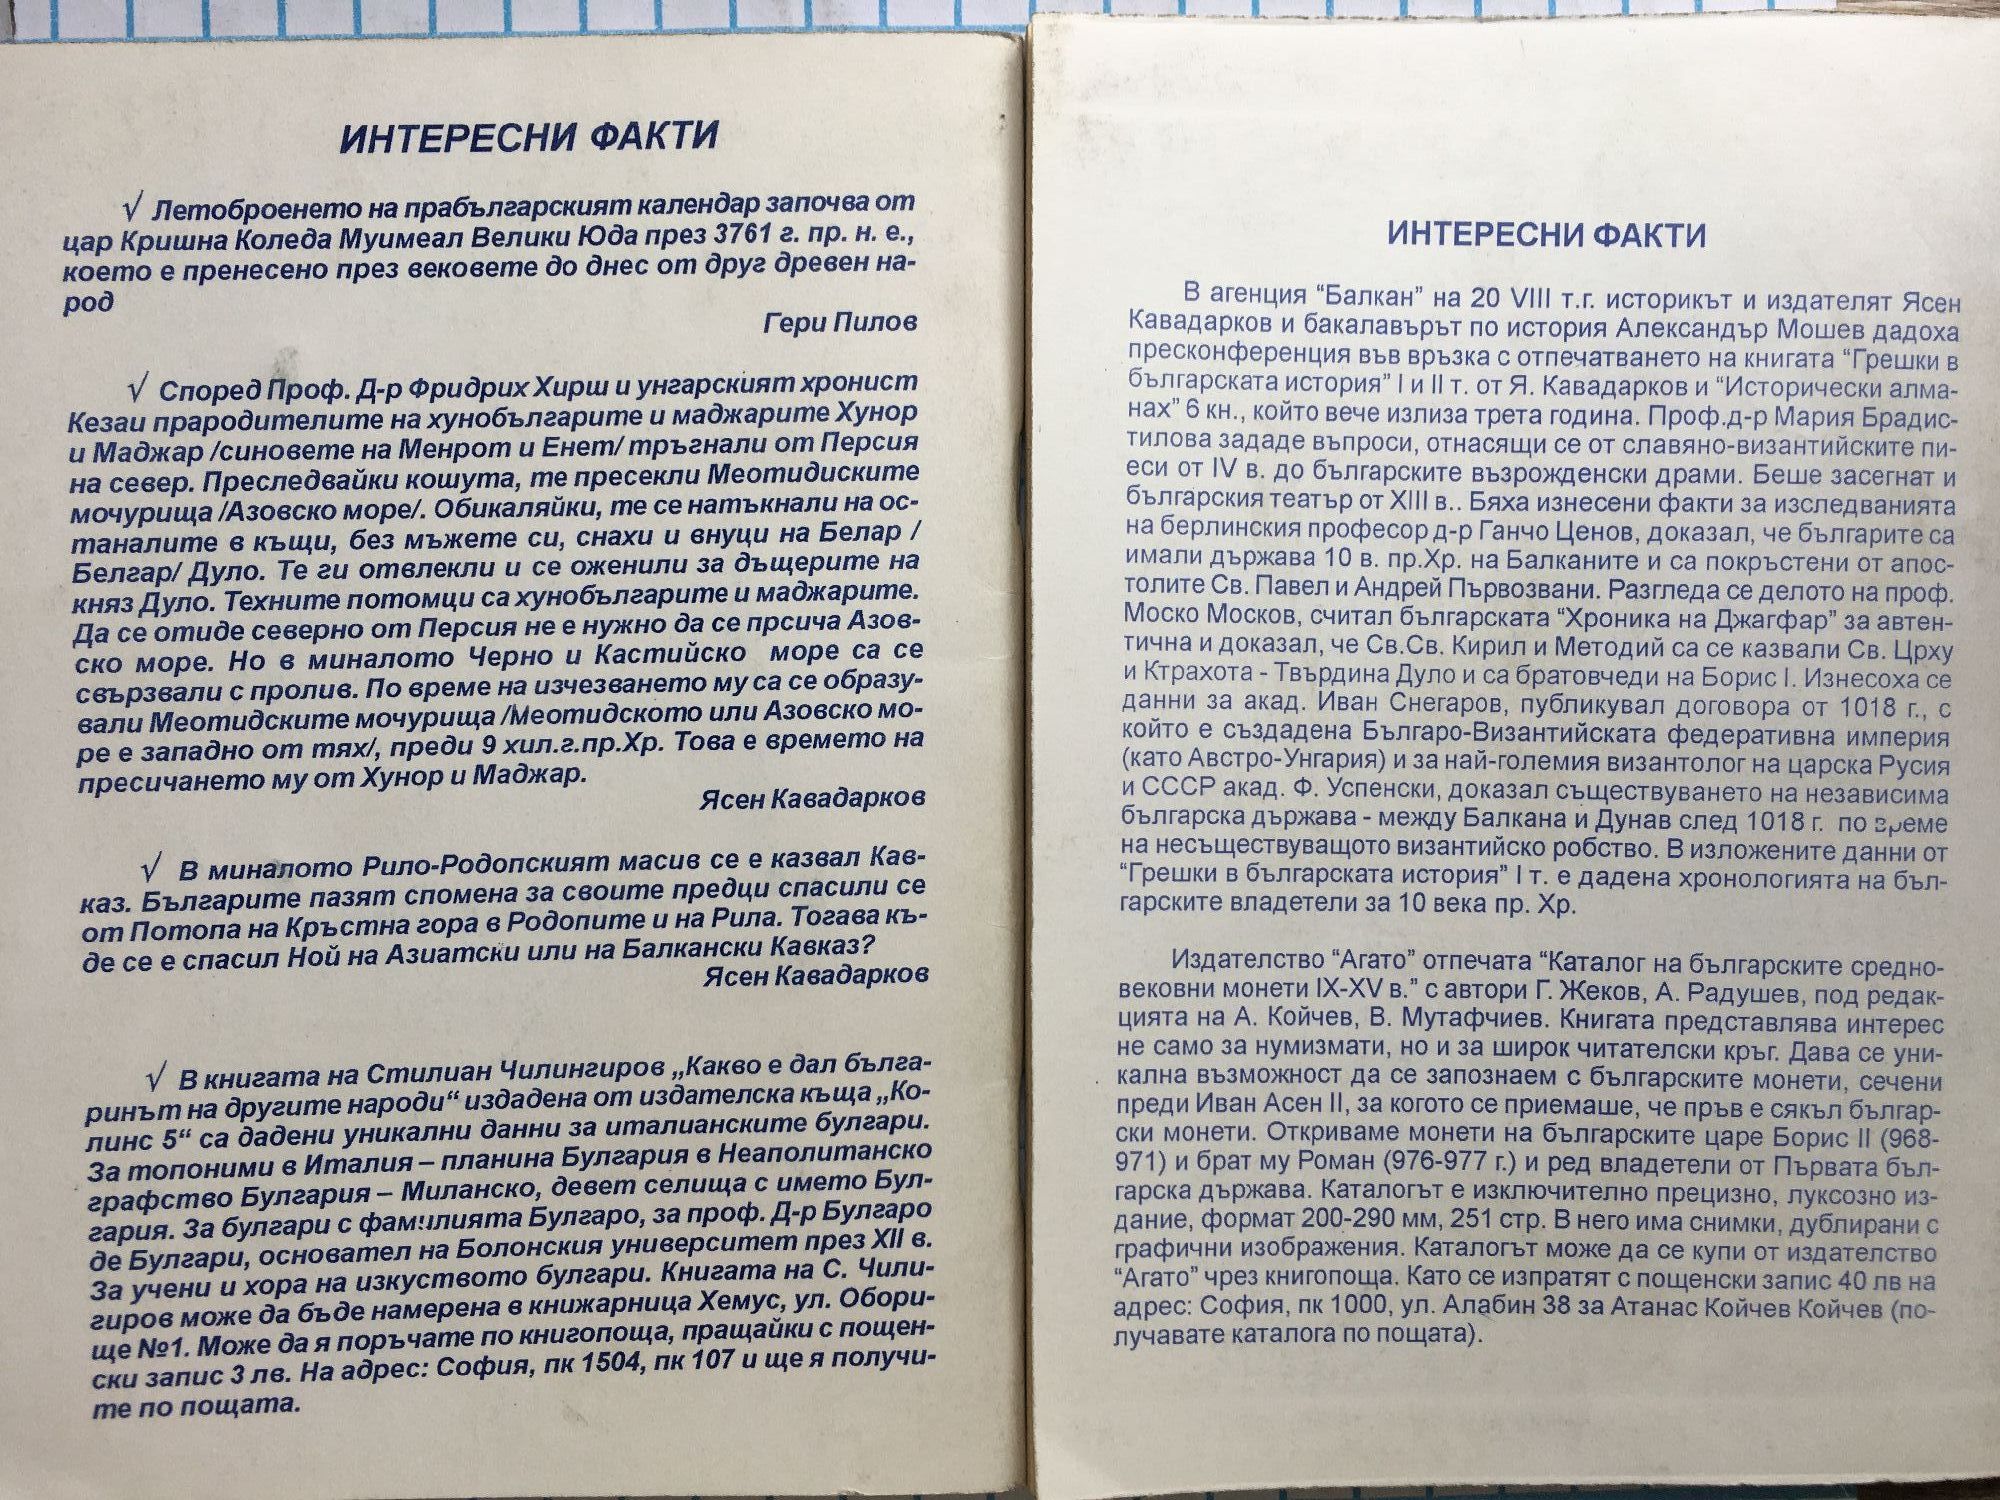 ИНТЕРЕСНИ ФАКТИ
√ Летоброенето на прабългарският календар започва от
цар Кришна Коледа Муимеал Велики Юда през 3761 г. пр. н. е.,
което е пренесено през вековете до днес от друг древен на-
род
Гери Пилов
√ Според Проф. Д-р Фридрих Хирш и унгарският хронист
Кезаи прародителите на хунобългарите и маджарите Хунор
и Маджар /синовете на Менрот и Енет/ тръгнали от Персия
на север. Преследвайки кошута, те пресекли Меотидиските
мочурища /Азовско море/. Обикаляйки, те се натъкнали на ос-
таналите в къщи, без мъжете си, снахи и внуци на Белар /
Белгар/ Дуло. Те ги отвлекли и се оженили за дъщерите на
княз Дуло. Техните потомци са хунобългарите и маджарите.
Да се отиде северно от Персия не е нужно да се прсича Азов-
ско море. Но в миналото Черно и Кастийско море са се
свързвали с пролив. По време на изчезването му са се образу-
вали Меотидските мочурища /Меотидското или Азовско мо-
ре е западно от тях/, преди 9 хил.г.пр.Хр. Това е времето на
пресичането му от Хунор и Маджар.
Ясен Кавадарков
√ В миналото Рило-Родопският масив се е казвал Кав-
каз. Българите пазят спомена за своите предци спасили се
от Потопа на Кръстна гора в Родопите и на Рила. Тогава къ-
де се е спасил Ной на Азиатски или на Балкански Кавказ?
Ясен Кавадарков
√ В книгата на Стилиан Чилингиров „Какво е дал бълга-
ринът на другите народи“ издадена от издателска къща „Ко-
линс 5“ са дадени уникални данни за италианските булгари.
За топоними в Италия – планина Булгария в Неаполитанско
графство Булгария – Миланско, девет селища с името Бул-
гария. За булгари с фамилията Булгаро, за проф. Д-р Булгаро
де Булгари, основател на Болонския университет през XII в.
За учени и хора на изкуството булгари. Книгата на С. Чили-
гиров може да бъде намерена в книжарница Хемус, ул. Обори-
ще №1. Може да я поръчате по книгопоща, пращайки с пощен-
ски запис 3 лв. На адрес: София, пк 1504, пк 107 и ще я получи-
те по пощата.
ИНТЕРЕСНИ ФАКТИ
В агенция “Балкан” на 20 VIII т.г. историкът и издателят Ясен
Кавадарков и бакалавърът по история Александър Мошев дадоха
пресконференция във връзка с отпечатването на книгата “Грешки в
българската история” I и II т. от Я. Кавадарков и “Исторически алма-
нах” 6 кн., който вече излиза трета година. Проф.д-р Мария Брадис-
тилова зададе въпроси, отнасящи се от славяно-византийските пи-
еси от IV в. до българските възрожденски драми. Беше засегнат и
българския театър от XIII в.. Бяха изнесени факти за изследванията
на берлинския професор д-р Ганчо Ценов, доказал, че българите са
имали държава 10 в. пр.Хр. на Балканите и са покръстени от апос-
толите Св. Павел и Андрей Първозвани. Разгледа се делото на проф.
Моско Москов, считал българската “Хроника на Джагфар” за автен-
тична и доказал, че Св.Св. Кирил и Методий са се казвали Св. Црху
и Ктрахота - Твърдина Дуло и са братовчеди на Борис I. Изнесоха се
данни за акад. Иван Снегаров, публикувал договора от 1018 г., с
който е създадена Българо-Византийската федеративна империя
(като Австро-Унгария) и за най-големия византолог на царска Русия
и СССР акад. Ф. Успенски, доказал съществуването на независима
българска държава - между Балкана и Дунав след 1018 г. по време
на несъществуващото византийско робство. В изложените данни от
“Грешки в българската история” I т. е дадена хронологията на бъл-
гарските владетели за 10 века пр. Хр.
Издателство “Агато” отпечата “Каталог на българските средно-
вековни монети IX-XV в.” с автори Г. Жеков, А. Радушев, под редак-
цията на А. Койчев, В. Мутафчиев. Книгата представлява интерес
не само за нумизмати, но и за широк читателски кръг. Дава се уни-
кална възможност да се запознаем с българските монети, сечени
преди Иван Асен II, за когото се приемаше, че пръв е сякъл българ-
ски монети. Откриваме монети на българските царе Борис II (968-
971) и брат му Роман (976-977 г.) и ред владетели от Първата бъл-
гарска държава. Каталогът е изключително прецизно, луксозно из-
дание, формат 200-290 мм, 251 стр. В него има снимки, дублирани с
графични изображения. Каталогът може да се купи от издателство
“Агато” чрез книгопоща. Като се изпратят с пощенски запис 40 лв на
адрес: София, пк 1000, ул. Алабин 38 за Атанас Койчев Койчев (по-
лучавате каталога по пощата).